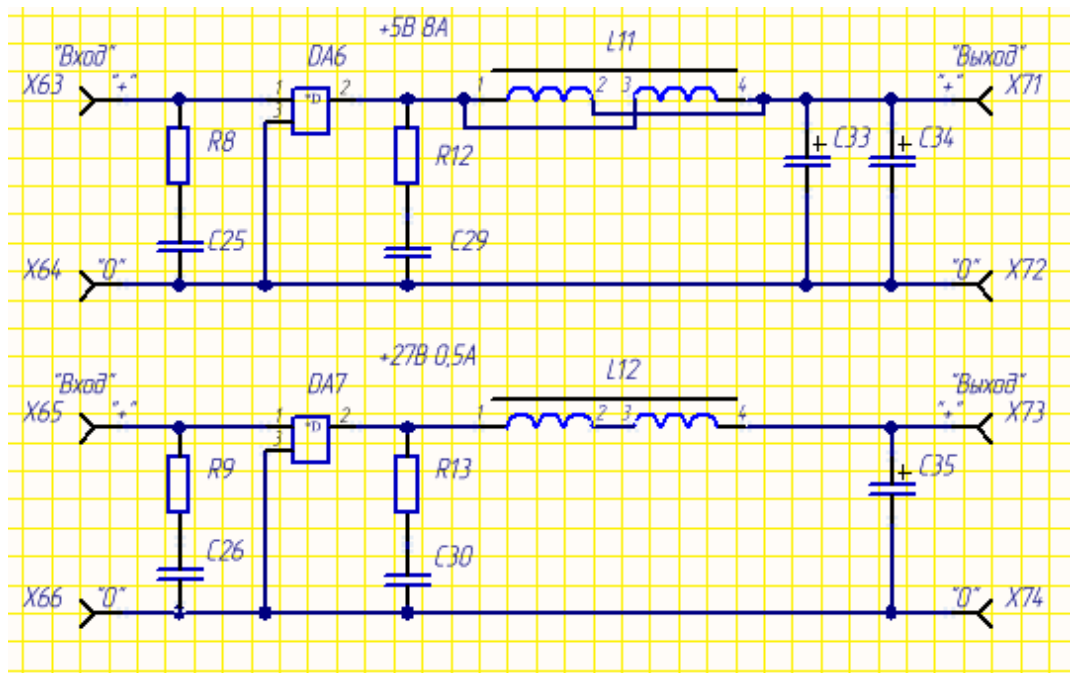 +5В 8А
"Вход"
DA6
L11
"Выход"
X63
"+"
1
2
1
2
3
4
"+"
X71
3
*D
R8
R12
+
C33
+
C34
C25
C29
X64
"0"
"0"
X72
+27В 0,5А
"Вход"
DA7
L12
"Выход"
X65
"+"
1
2
1
2
3
4
"+"
X73
3
*D
R9
R13
+
C35
C26
C30
X66
"0"
"0"
X74